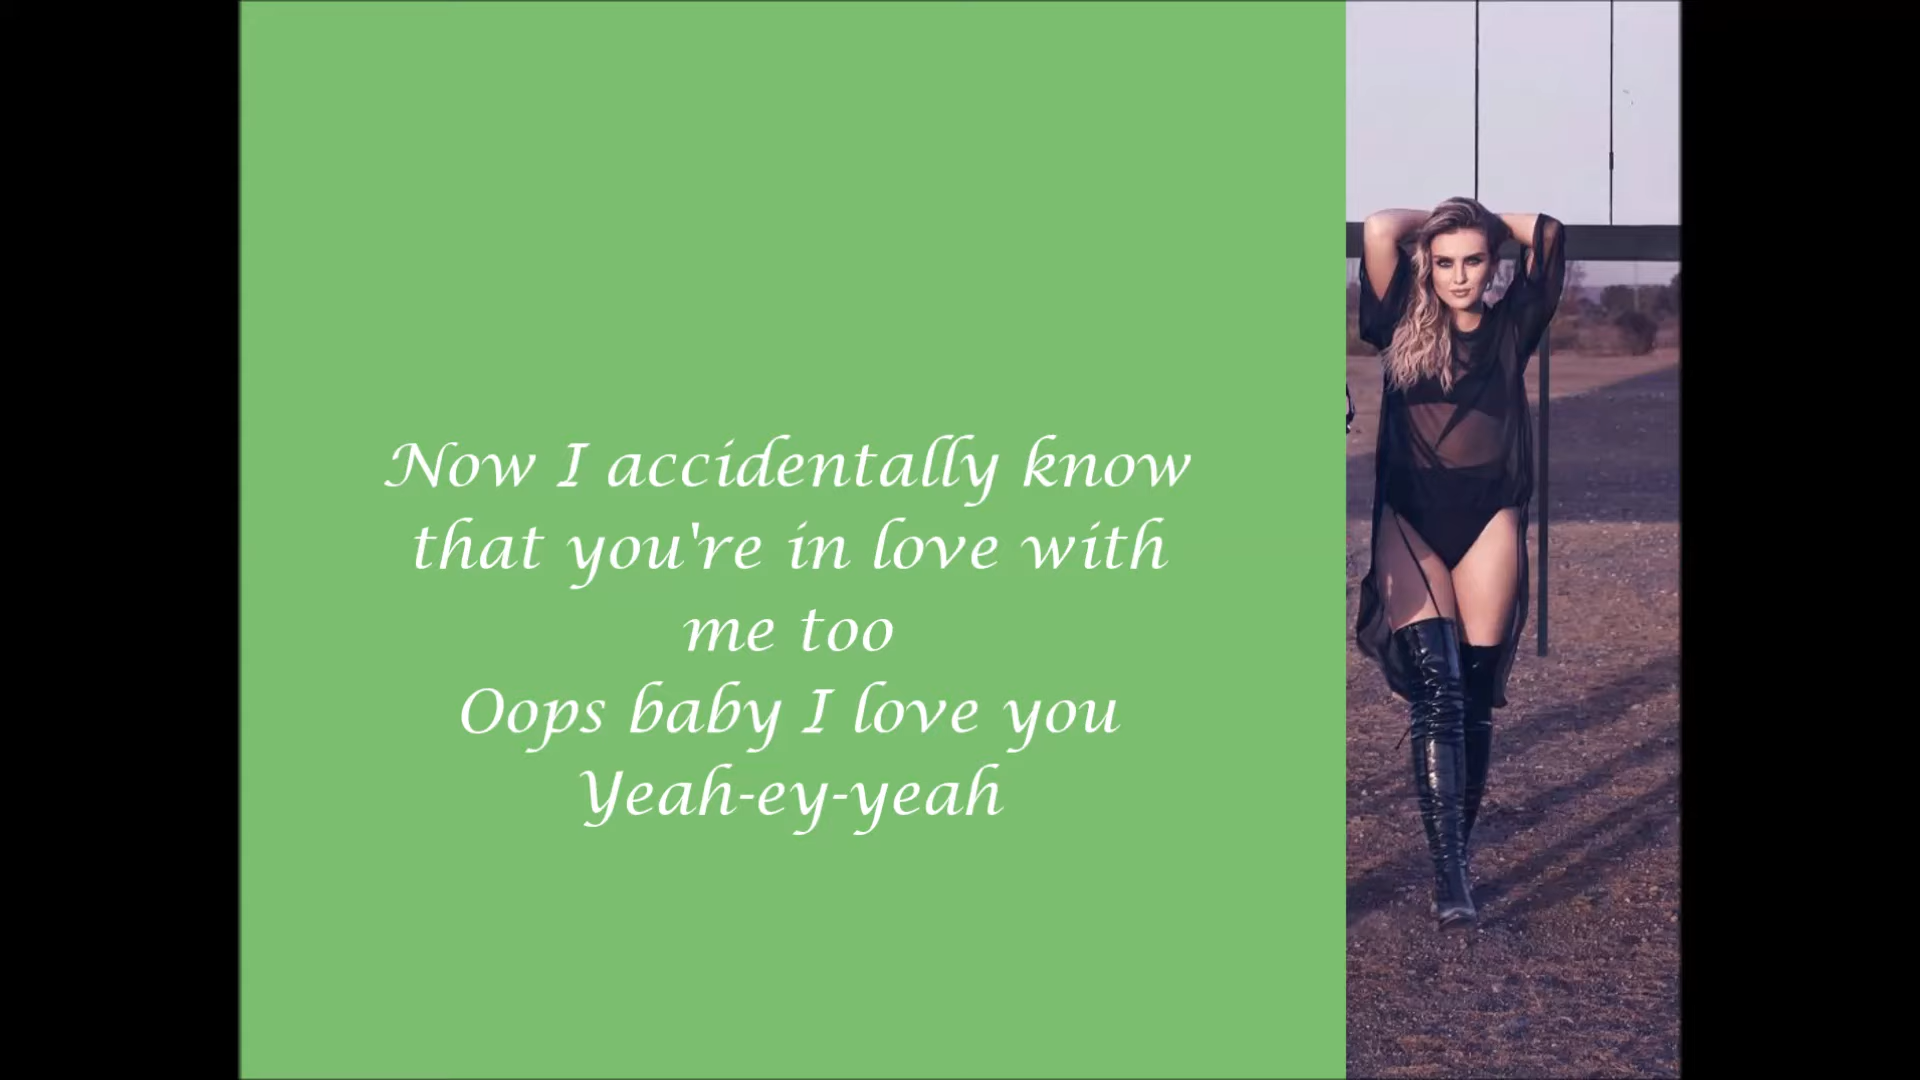 Now I accidentally know
that you're in love with
me too
Oops baby I love you
Yeah-ey-yeah